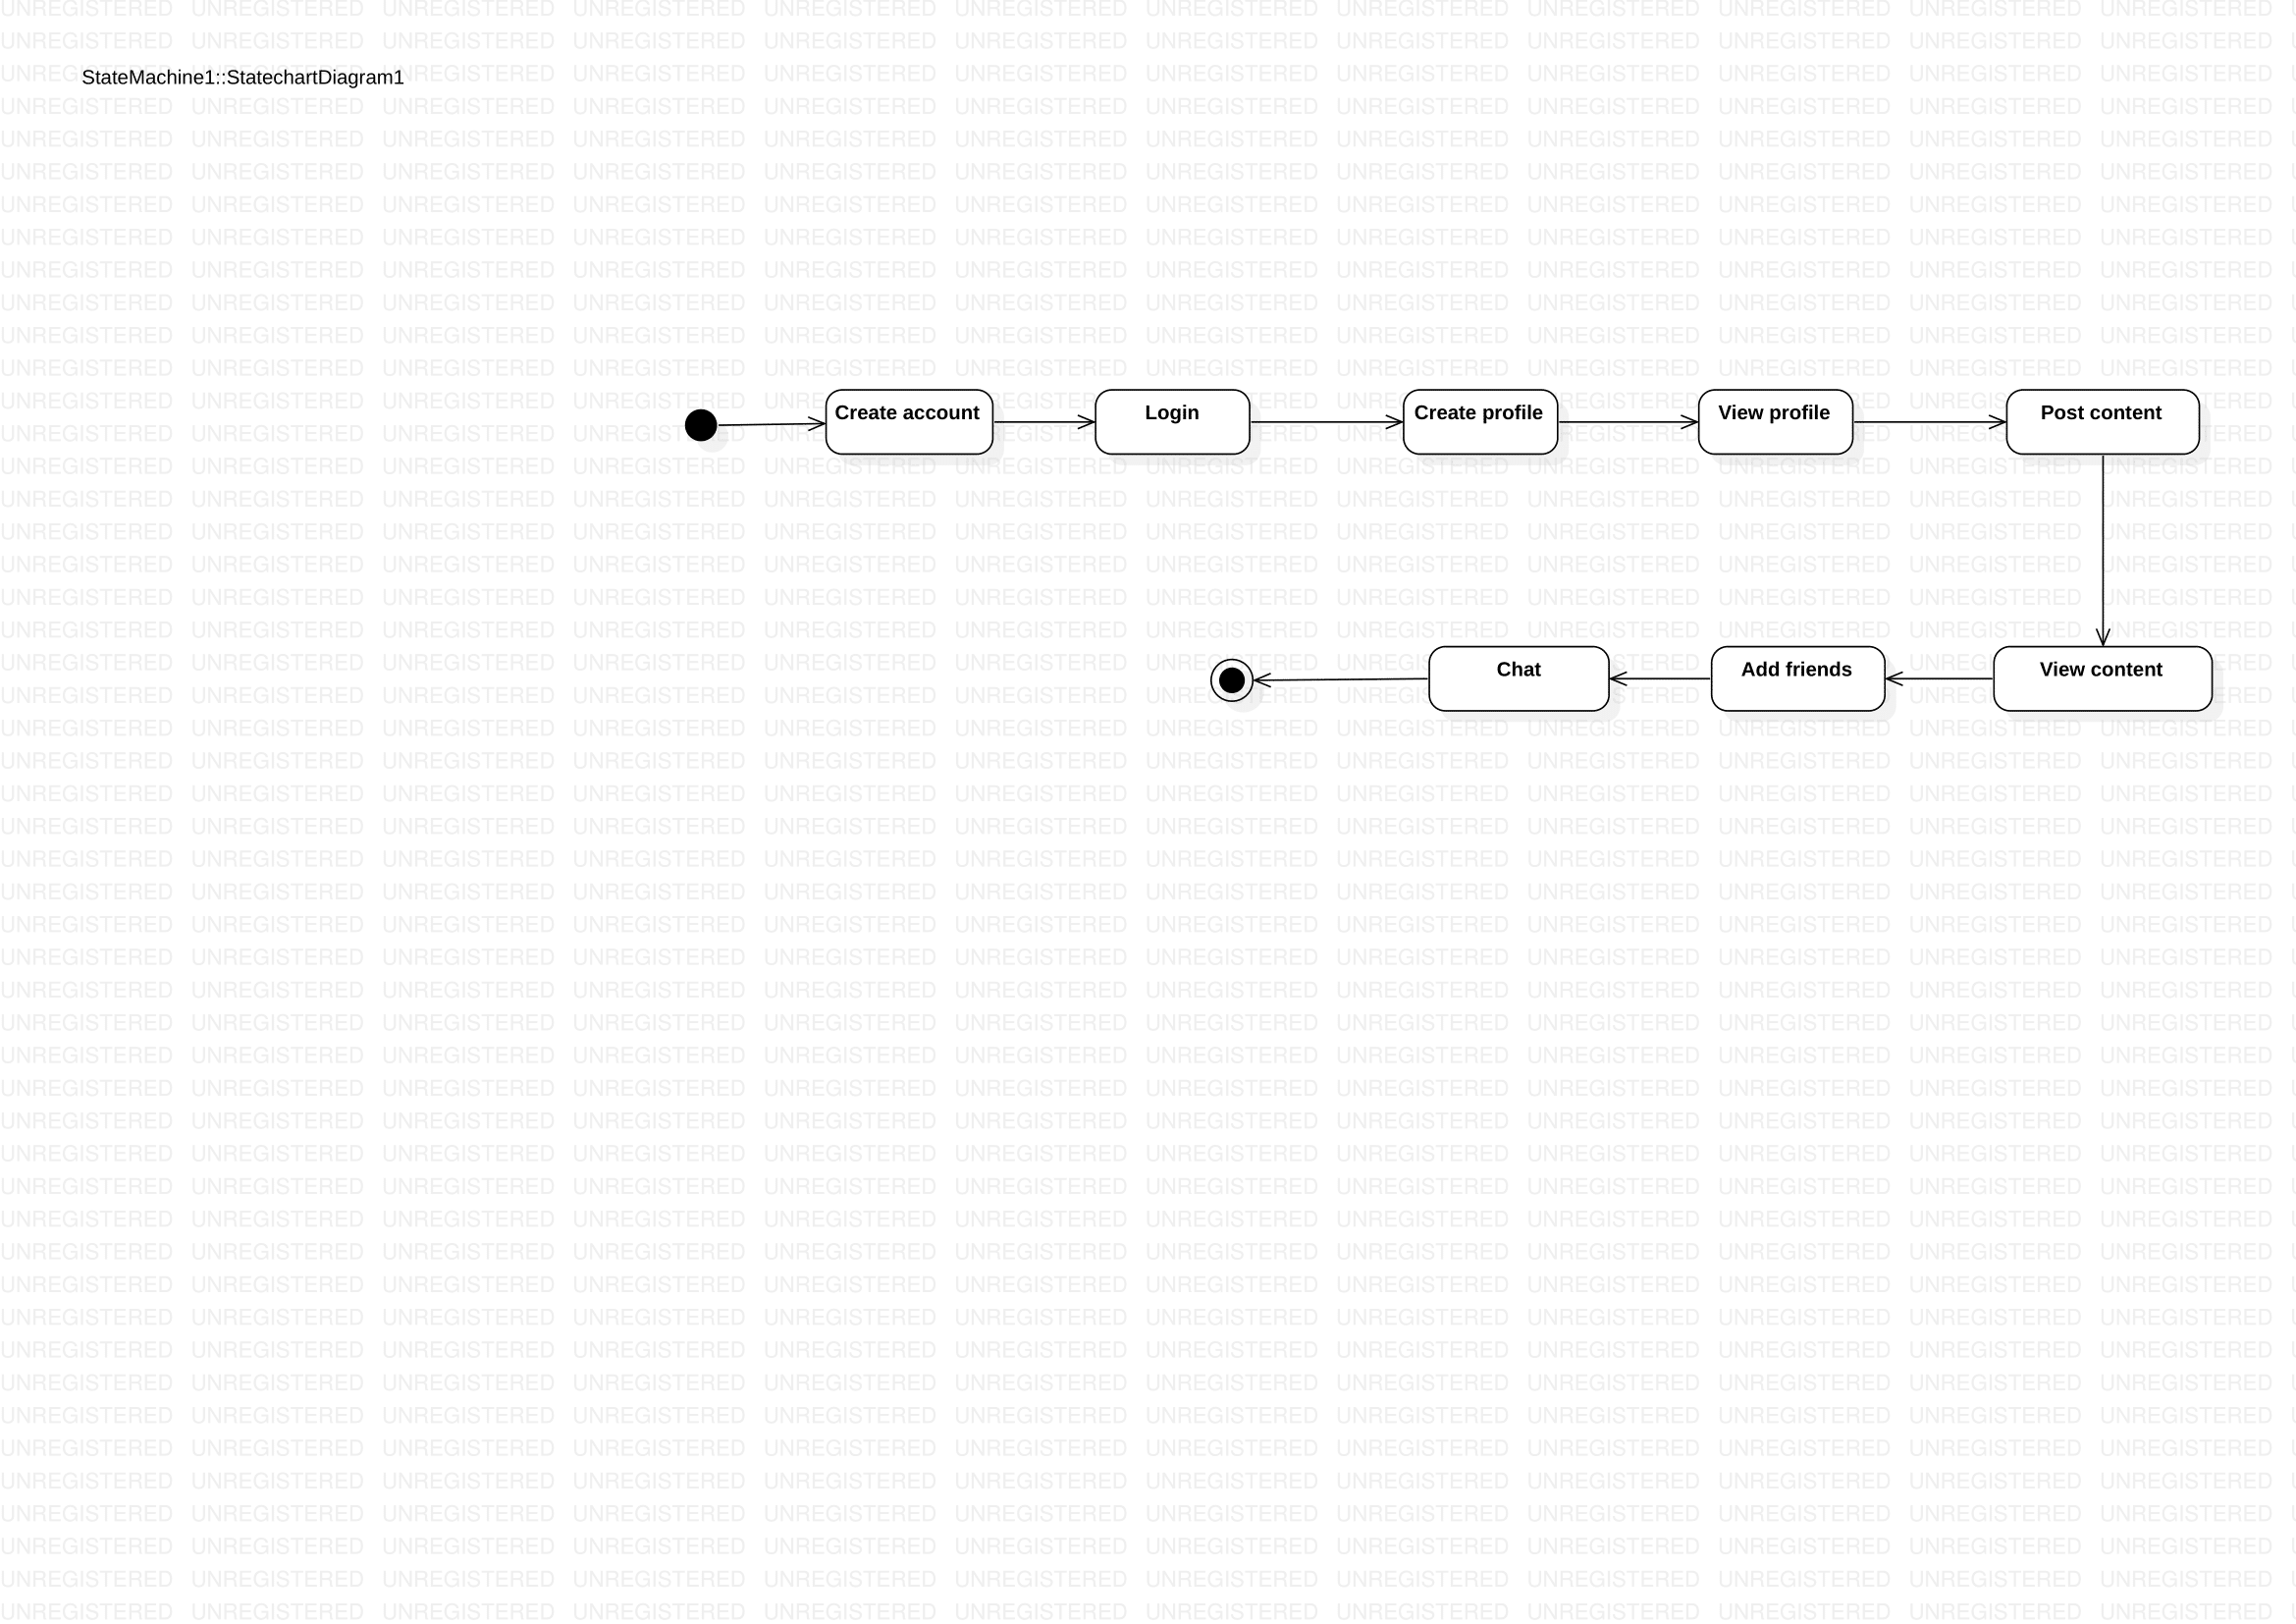 StateMachine1::StatechartDiagram1
Create account
Login
Create profile
View profile
Post content
Chat
Add friends
View content
UNREGISTERED